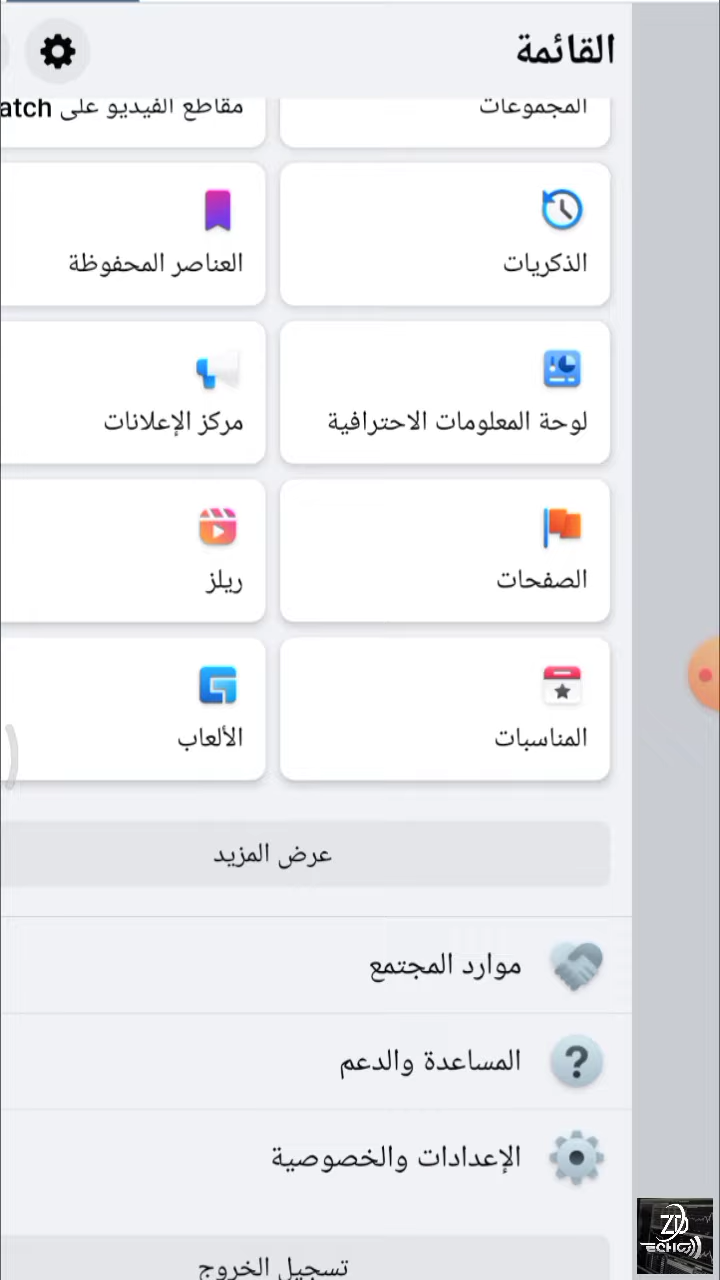 القائمة
المجموعات
مقاطع الفيديو على atch
الذكريات
العناصر المحفوظة
لوحة المعلومات الاحترافية
مركز الإعلانات
الصفحات
ريلز
المناسبات
الألعاب
عرض المزيد
موارد المجتمع
المساعدة والدعم
الإعدادات والخصوصية
تسجيل الخروج